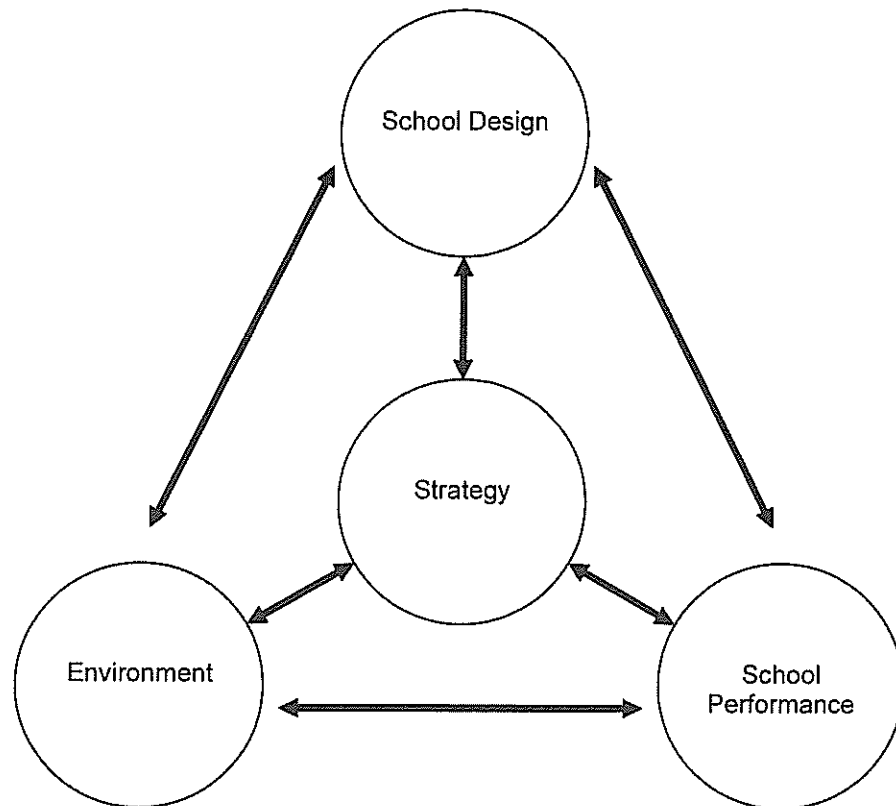 School Design
Strategy
Environment
School
Performance